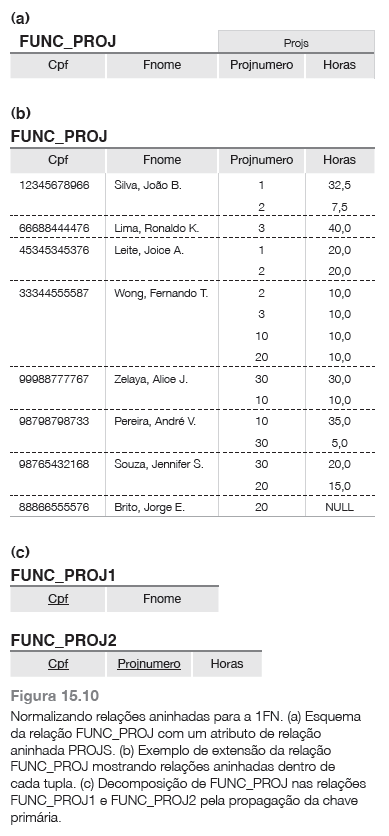 (a)
FUNC_PROJ Projs
Cpf Fnome Projnumero Horas
(b)
FUNC_PROJ
Cpf Fnome Projnumero Horas
12345678966 Silva, João B. 1 32,5
2 7,5
66688444476 Lima, Ronaldo K. 3 40,0
45345345376 Leite, Joice A. 1 20,0
2 20,0
33344555587 Wong, Fernando T. 2 10,0
3 10,0
10 10,0
20 10,0
99988777767 Zelaya, Alice J. 30 30,0
10 10,0
98798798733 Pereira, André V. 10 35,0
30 5,0
98765432168 Souza, Jennifer S. 30 20,0
20 15,0
88866555576 Brito, Jorge E. 20 NULL
(c)
FUNC_PROJ1
Cpf Fnome
FUNC_PROJ2
Cpf Projnumero Horas
Figura 15.10
Normalizando relações aninhadas para a 1FN. (a) Esquema
da relação FUNC_PROJ com um atributo de relação
aninhada PROJS. (b) Exemplo de extensão da relação
FUNC_PROJ mostrando relações aninhadas dentro de
cada tupla. (c) Decomposição de FUNC_PROJ nas relações
FUNC_PROJ1 e FUNC_PROJ2 pela propagação da chave
primária.